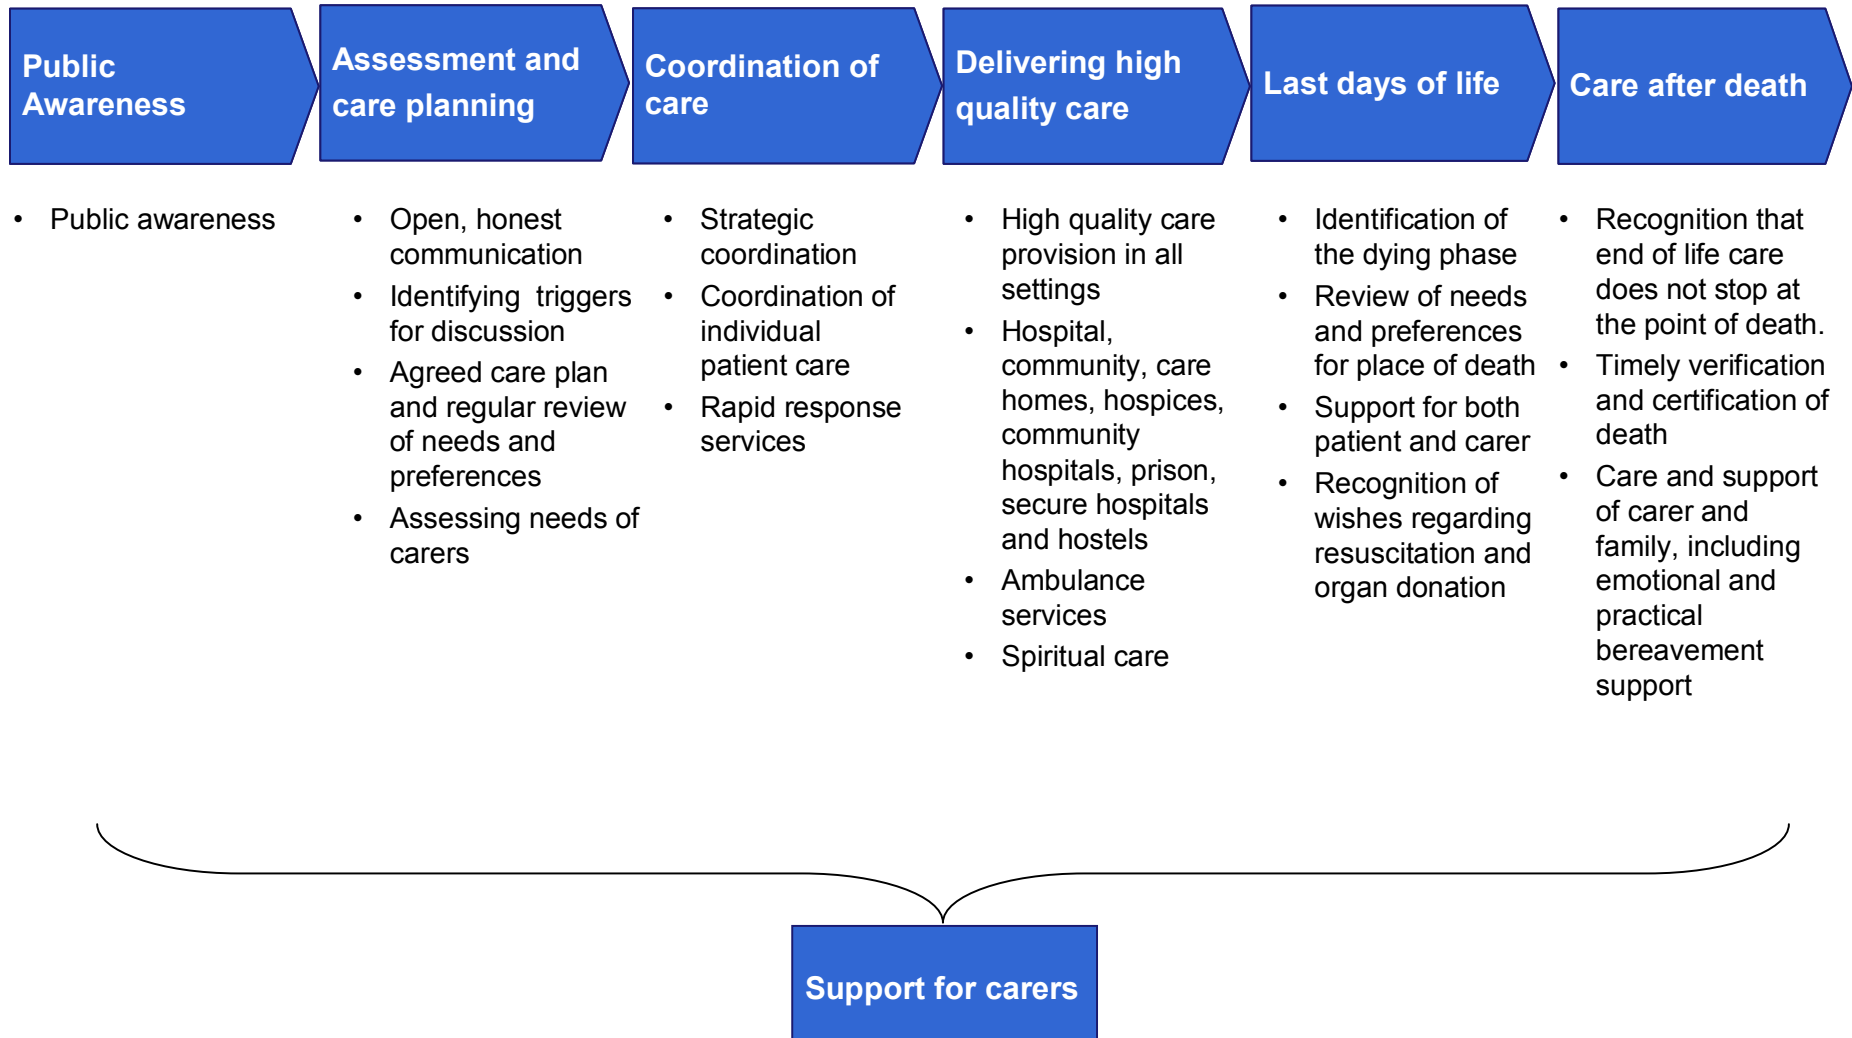 Public
Awareness
Assessment and
care planning
Coordination of
care
Delivering high
quality care
Last days of life
Care after death
• Public awareness
• Open, honest
communication
• Identifying  triggers
for discussion
• Agreed care plan
and regular review
of needs and
preferences
• Assessing needs of
carers
• Strategic
coordination
• Coordination of
individual
patient care
• Rapid response
services
• High quality care
provision in all
settings
• Hospital,
community, care
homes, hospices,
community
hospitals, prison,
secure hospitals
and hostels
• Ambulance
services
• Spiritual care
• Identification of
the dying phase
• Review of needs
and preferences
for place of death
• Support for both
patient and carer
• Recognition of
wishes regarding
resuscitation and
organ donation
• Recognition that
end of life care
does not stop at
the point of death.
• Timely verification
and certification of
death
• Care and support
of carer and
family, including
emotional and
practical
bereavement
support
Support for carers